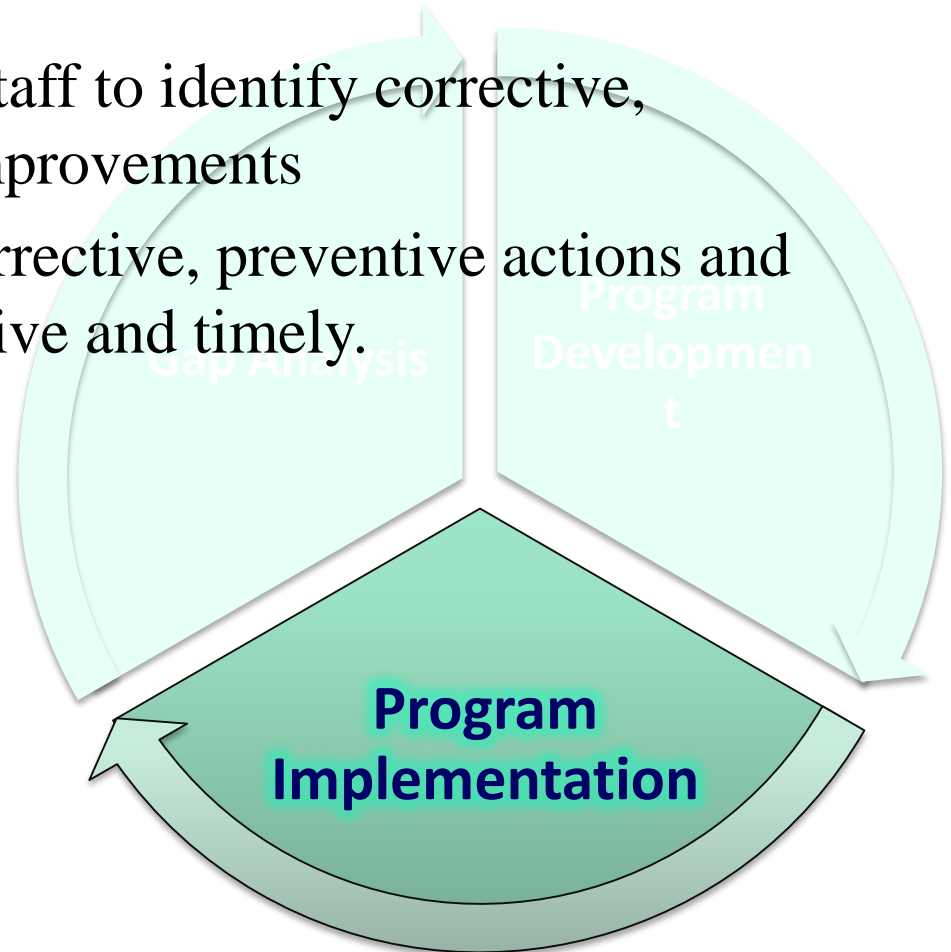 taff to identify corrective,
provements
rrective, preventive actions and
ive and timely.
Gap Analysis
Program
Developmen
t
Program
Implementation